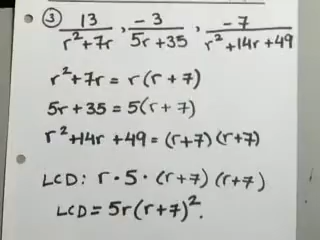 ③ 13/(r²+7r), -3/(5r+35), -7/(r²+14r+49)
r²+7r = r(r+7)
5r+35 = 5(r+7)
r²+14r+49 = (r+7)(r+7)
LCD: r·5·(r+7)(r+7)
LCD = 5r(r+7)².